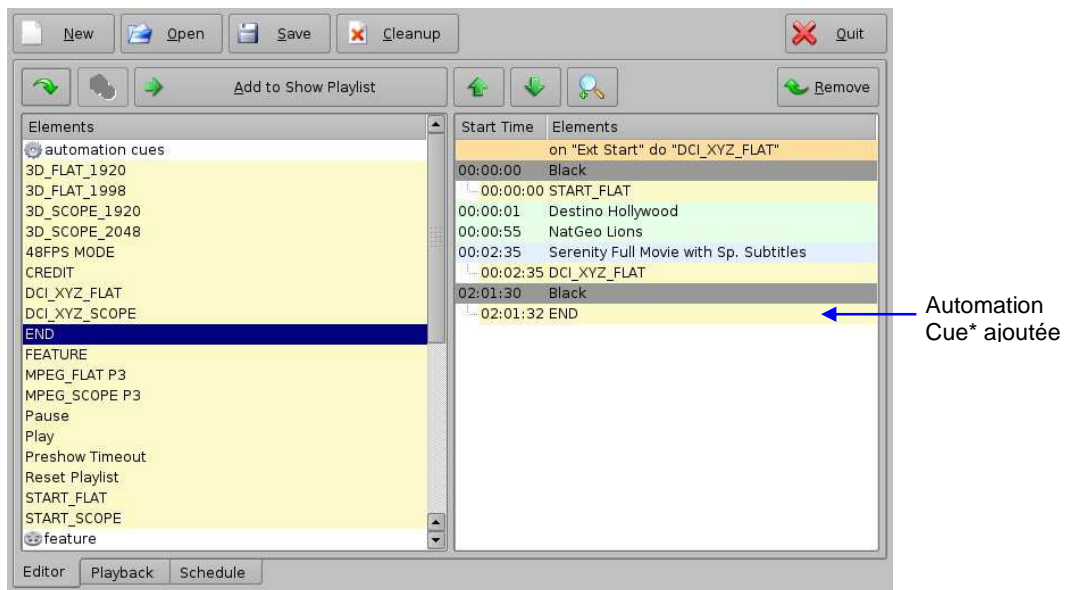 New Open Save Cleanup Quit
Add to Show Playlist Remove
Elements
automation cues
3D_FLAT_1920
3D_FLAT_1998
3D_SCOPE_1920
3D_SCOPE_2048
48FPS MODE
CREDIT
DCI_XYZ_FLAT
DCI_XYZ_SCOPE
END
FEATURE
MPEG_FLAT P3
MPEG_SCOPE P3
Pause
Play
Preshow Timeout
Reset Playlist
START_FLAT
START_SCOPE
feature
Start Time Elements
on "Ext Start" do "DCI_XYZ_FLAT"
00:00:00 Black
00:00:00 START_FLAT
00:00:01 Destino Hollywood
00:00:55 NatGeo Lions
00:02:35 Serenity Full Movie with Sp. Subtitles
00:02:35 DCI_XYZ_FLAT
02:01:30 Black
02:01:32 END
Automation
Cue* ajoutée
Editor Playback Schedule